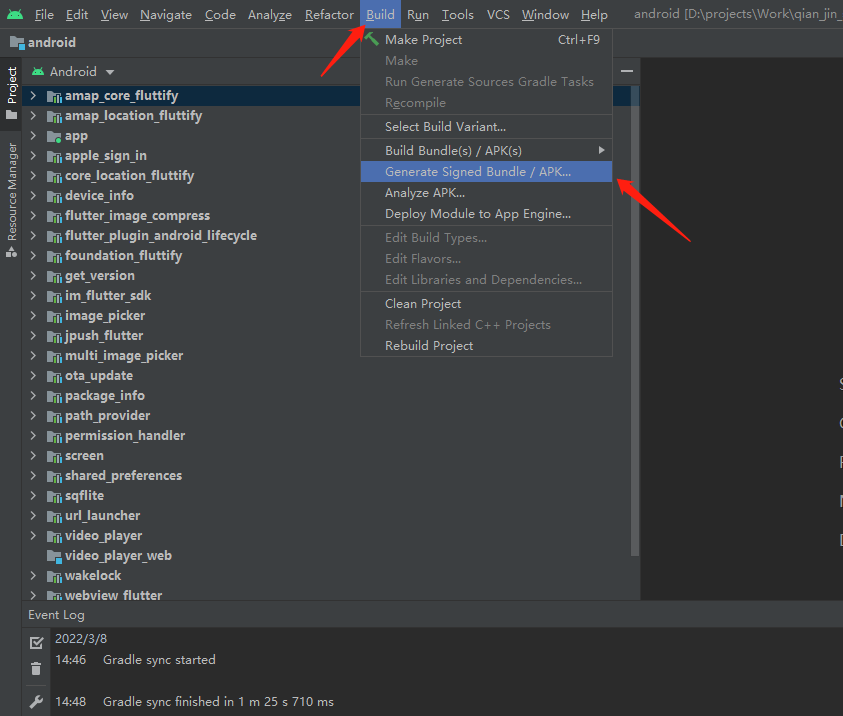 File Edit View Navigate Code Analyze Refactor Build Run Tools VCS Window Help android [D:\projects\Work\qian_jin_
android
Project
Resource Manager
Android
amap_core_fluttify
amap_location_fluttify
app
apple_sign_in
core_location_fluttify
device_info
flutter_image_compress
flutter_plugin_android_lifecycle
foundation_fluttify
get_version
im_flutter_sdk
image_picker
jpush_flutter
multi_image_picker
ota_update
package_info
path_provider
permission_handler
screen
shared_preferences
sqflite
url_launcher
video_player
video_player_web
wakelock
webview_flutter
Make Project Ctrl+F9
Make
Run Generate Sources Gradle Tasks
Recompile
Select Build Variant...
Build Bundle(s) / APK(s)
Generate Signed Bundle / APK...
Analyze APK...
Deploy Module to App Engine...
Edit Build Types...
Edit Flavors...
Edit Libraries and Dependencies...
Clean Project
Refresh Linked C++ Projects
Rebuild Project
Event Log
2022/3/8
14:46 Gradle sync started
14:48 Gradle sync finished in 1 m 25 s 710 ms